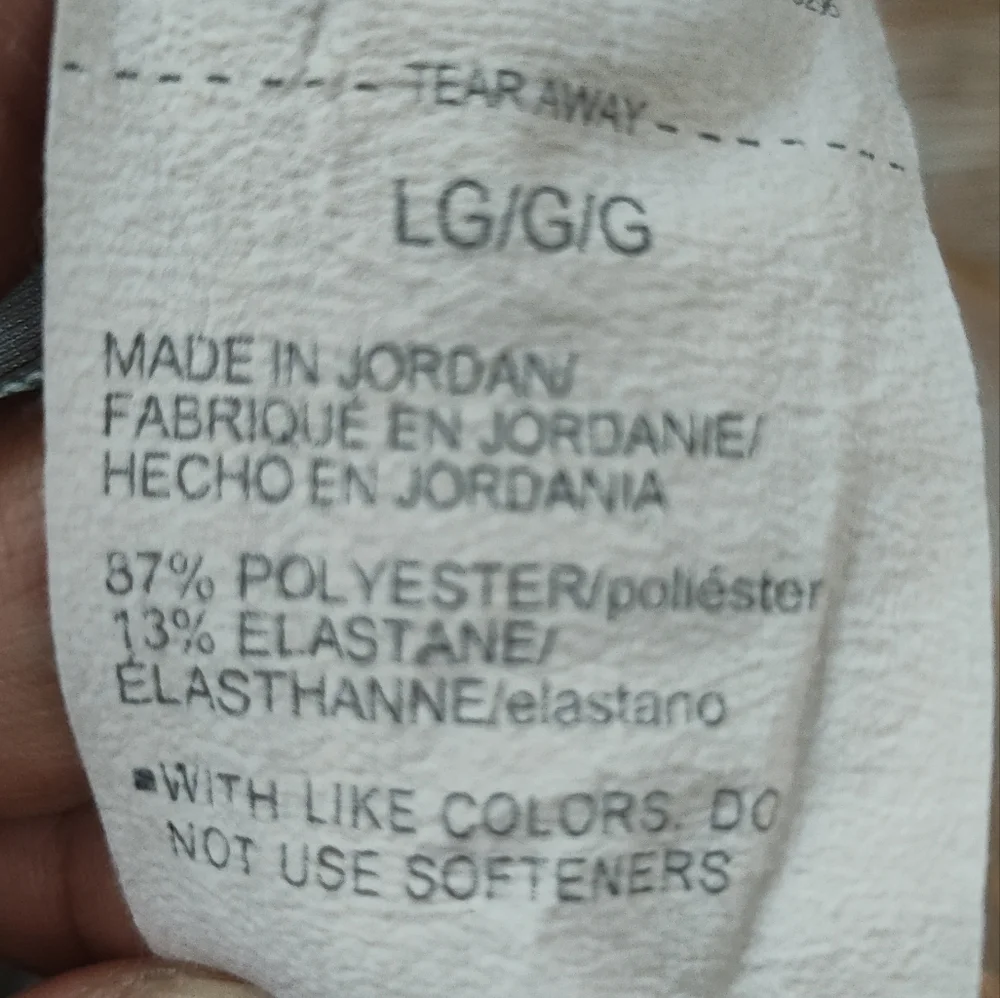 - - - - - - - TEAR AWAY - - - - - - -
LG/G/G
MADE IN JORDAN/
FABRIQUÉ EN JORDANIE/
HECHO EN JORDANIA
87% POLYESTER/poliéster
13% ELASTANE/
ÉLASTHANNE/elastano
▪WITH LIKE COLORS. DO
NOT USE SOFTENERS